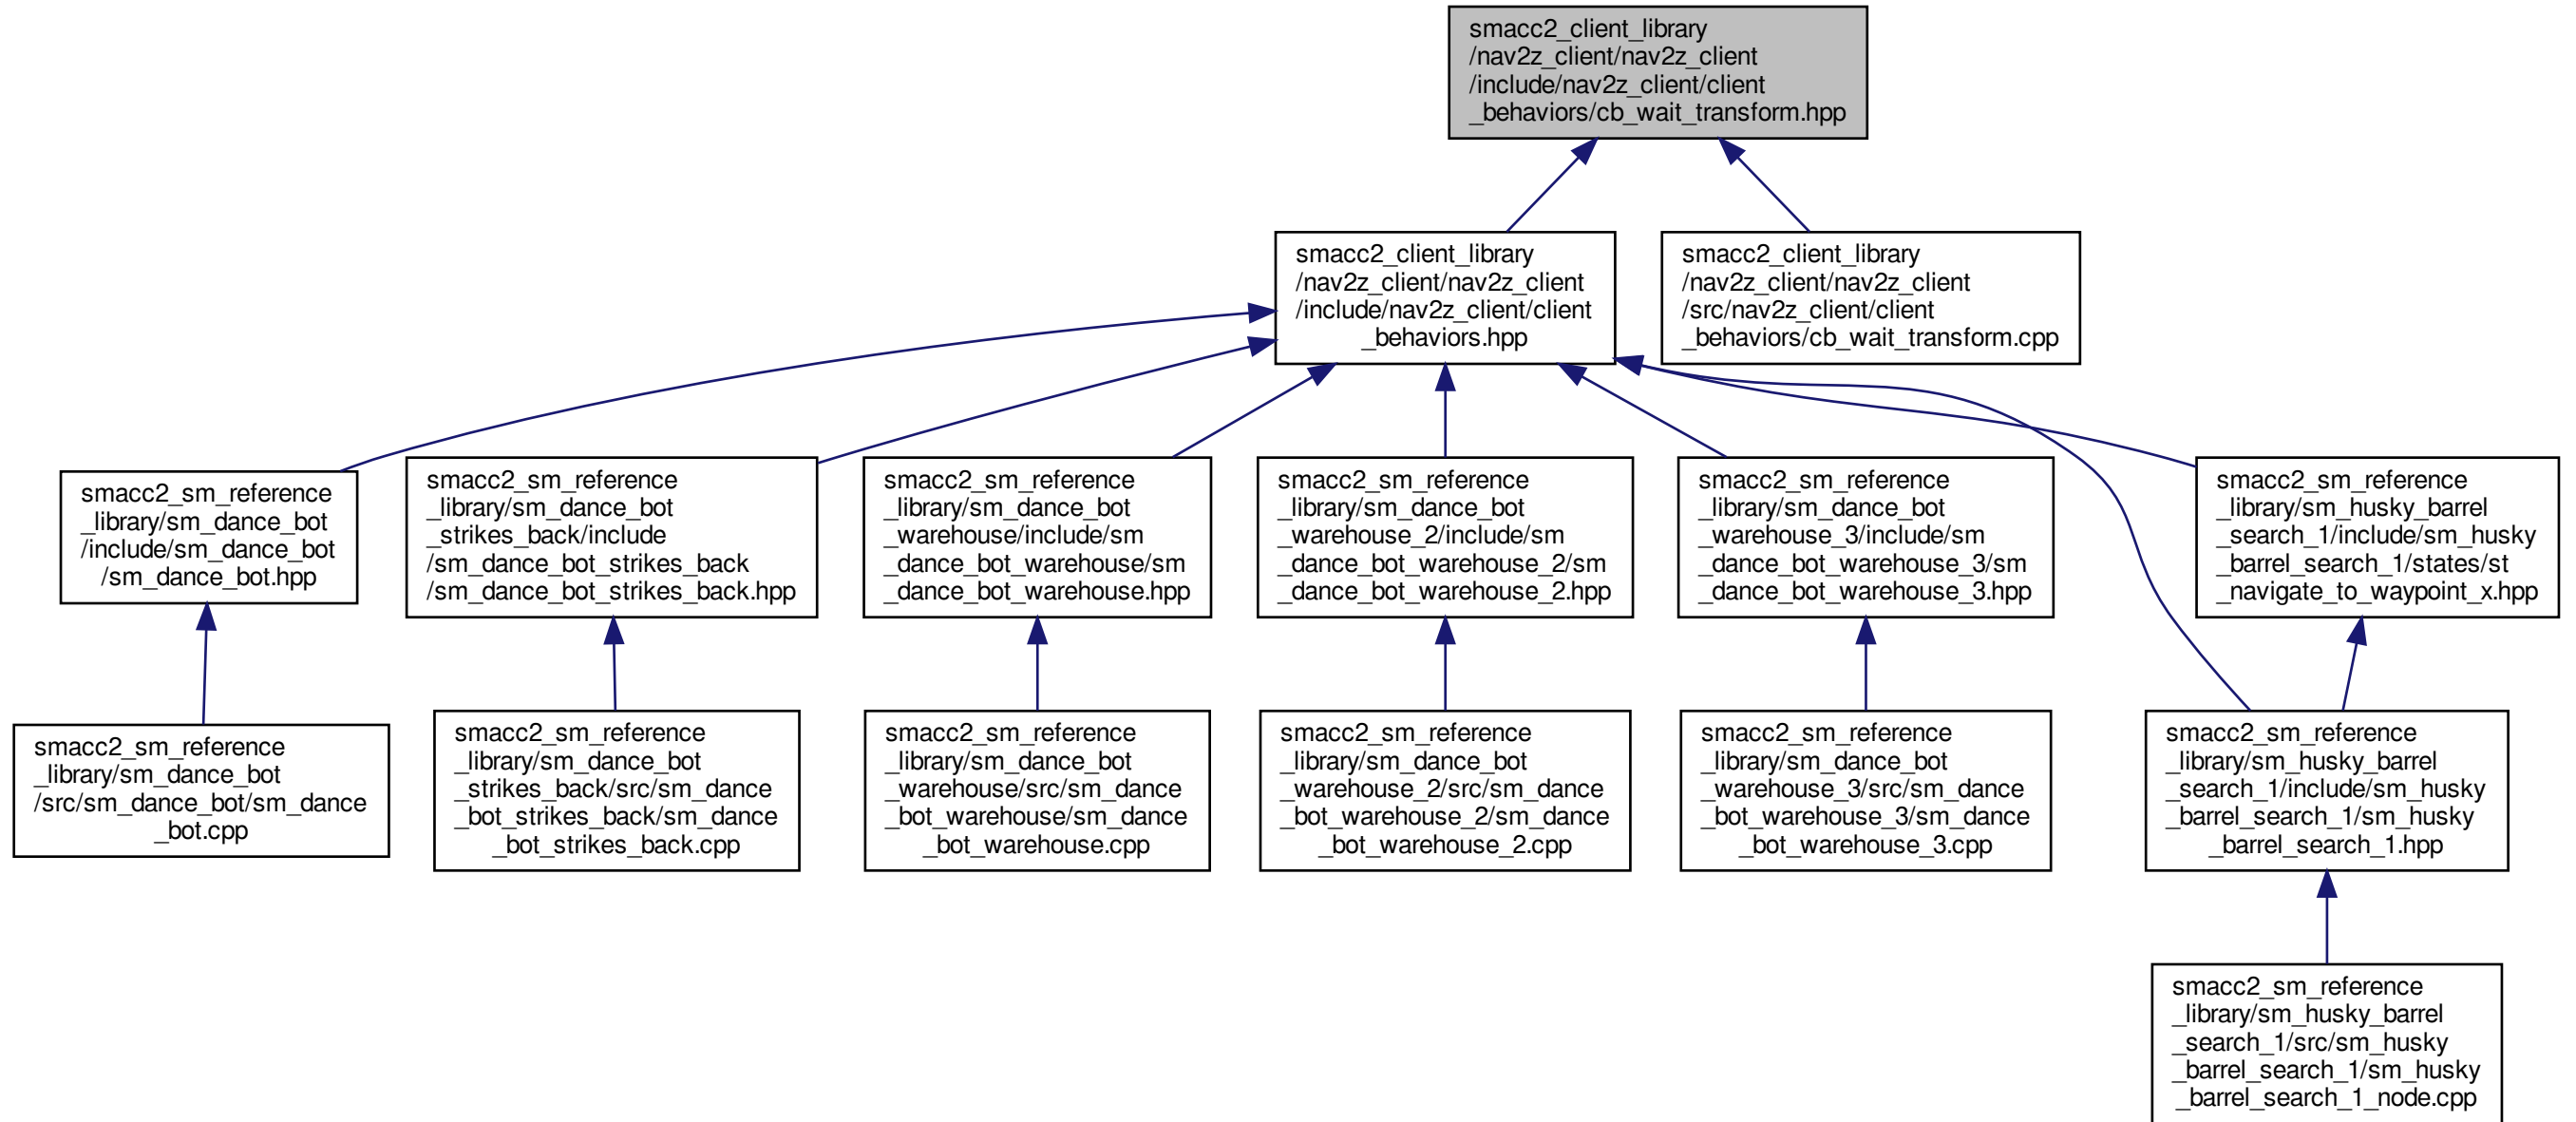 smacc2_client_library
/nav2z_client/nav2z_client
/include/nav2z_client/client
_behaviors/cb_wait_transform.hpp
smacc2_client_library
/nav2z_client/nav2z_client
/include/nav2z_client/client
_behaviors.hpp
smacc2_client_library
/nav2z_client/nav2z_client
/src/nav2z_client/client
_behaviors/cb_wait_transform.cpp
smacc2_sm_reference
_library/sm_dance_bot
/include/sm_dance_bot
/sm_dance_bot.hpp
smacc2_sm_reference
_library/sm_dance_bot
_strikes_back/include
/sm_dance_bot_strikes_back
/sm_dance_bot_strikes_back.hpp
smacc2_sm_reference
_library/sm_dance_bot
_warehouse/include/sm
_dance_bot_warehouse/sm
_dance_bot_warehouse.hpp
smacc2_sm_reference
_library/sm_dance_bot
_warehouse_2/include/sm
_dance_bot_warehouse_2/sm
_dance_bot_warehouse_2.hpp
smacc2_sm_reference
_library/sm_dance_bot
_warehouse_3/include/sm
_dance_bot_warehouse_3/sm
_dance_bot_warehouse_3.hpp
smacc2_sm_reference
_library/sm_husky_barrel
_search_1/include/sm_husky
_barrel_search_1/states/st
_navigate_to_waypoint_x.hpp
smacc2_sm_reference
_library/sm_dance_bot
/src/sm_dance_bot/sm_dance
_bot.cpp
smacc2_sm_reference
_library/sm_dance_bot
_strikes_back/src/sm_dance
_bot_strikes_back/sm_dance
_bot_strikes_back.cpp
smacc2_sm_reference
_library/sm_dance_bot
_warehouse/src/sm_dance
_bot_warehouse/sm_dance
_bot_warehouse.cpp
smacc2_sm_reference
_library/sm_dance_bot
_warehouse_2/src/sm_dance
_bot_warehouse_2/sm_dance
_bot_warehouse_2.cpp
smacc2_sm_reference
_library/sm_dance_bot
_warehouse_3/src/sm_dance
_bot_warehouse_3/sm_dance
_bot_warehouse_3.cpp
smacc2_sm_reference
_library/sm_husky_barrel
_search_1/include/sm_husky
_barrel_search_1/sm_husky
_barrel_search_1.hpp
smacc2_sm_reference
_library/sm_husky_barrel
_search_1/src/sm_husky
_barrel_search_1/sm_husky
_barrel_search_1_node.cpp